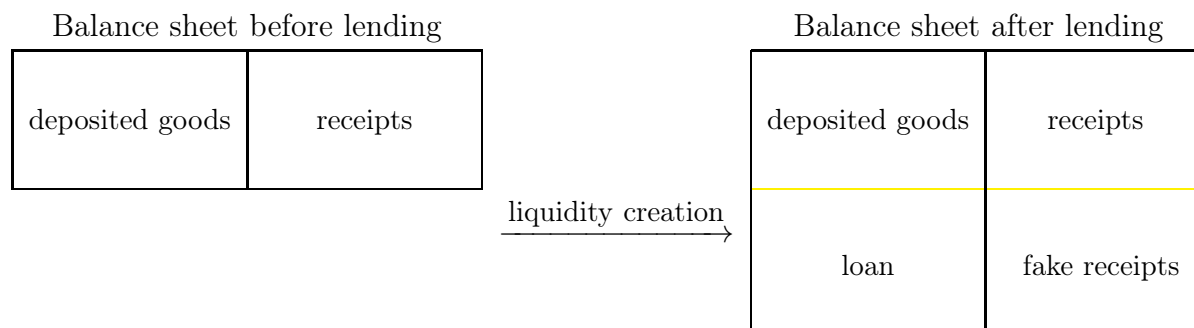 Balance sheet before lending
Balance sheet after lending
deposited goods
receipts
deposited goods
receipts
liquidity creation
loan
fake receipts